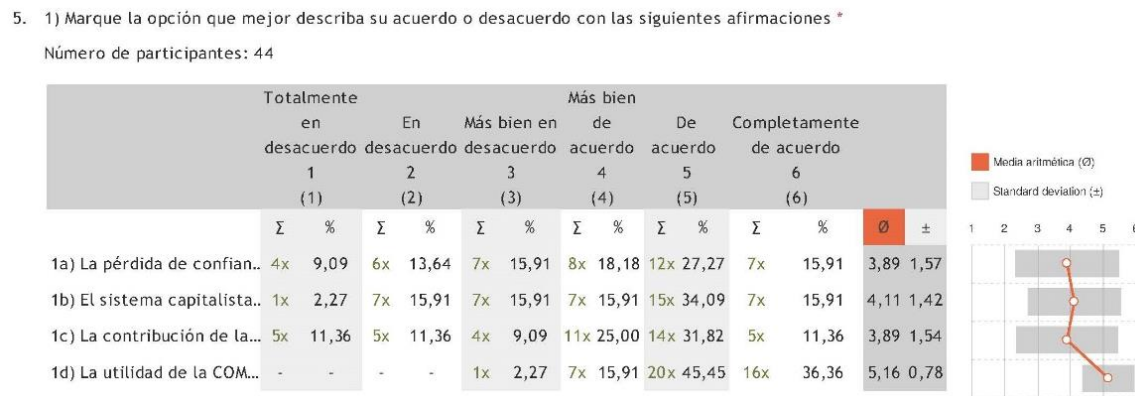 5. 1) Marque la opción que mejor describa su acuerdo o desacuerdo con las siguientes afirmaciones *
Número de participantes: 44
Totalmente Más bien
en En Más bien en de De Completamente
desacuerdo desacuerdo desacuerdo acuerdo acuerdo de acuerdo
1 2 3 4 5 6
(1) (2) (3) (4) (5) (6)
Σ % Σ % Σ % Σ % Σ % Σ % Ø ±
1a) La pérdida de confian.. 4x 9,09 6x 13,64 7x 15,91 8x 18,18 12x 27,27 7x 15,91 3,89 1,57
1b) El sistema capitalista.. 1x 2,27 7x 15,91 7x 15,91 7x 15,91 15x 34,09 7x 15,91 4,11 1,42
1c) La contribución de la... 5x 11,36 5x 11,36 4x 9,09 11x 25,00 14x 31,82 5x 11,36 3,89 1,54
1d) La utilidad de la COM... - - - - 1x 2,27 7x 15,91 20x 45,45 16x 36,36 5,16 0,78
Media aritmética (Ø)
Standard deviation (±)
1 2 3 4 5